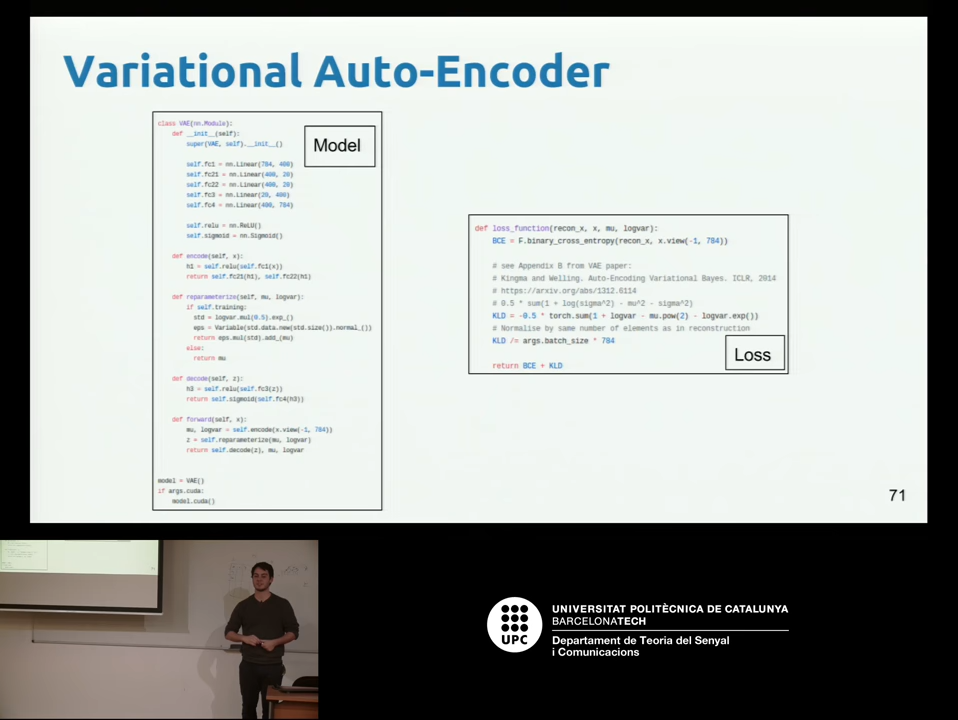 Variational Auto-Encoder
class VAE(nn.Module):
def __init__(self):
super(VAE, self).__init__()
Model
self.fc1 = nn.Linear(784, 400)
self.fc21 = nn.Linear(400, 20)
self.fc22 = nn.Linear(400, 20)
self.fc3 = nn.Linear(20, 400)
self.fc4 = nn.Linear(400, 784)
self.relu = nn.ReLU()
self.sigmoid = nn.Sigmoid()
def encode(self, x):
h1 = self.relu(self.fc1(x))
return self.fc21(h1), self.fc22(h1)
def reparameterize(self, mu, logvar):
if self.training:
std = logvar.mul(0.5).exp_()
eps = Variable(std.data.new(std.size()).normal_())
return eps.mul(std).add_(mu)
else:
return mu
def decode(self, z):
h3 = self.relu(self.fc3(z))
return self.sigmoid(self.fc4(h3))
def forward(self, x):
mu, logvar = self.encode(x.view(-1, 784))
z = self.reparameterize(mu, logvar)
return self.decode(z), mu, logvar
model = VAE()
if args.cuda:
model.cuda()
def loss_function(recon_x, x, mu, logvar):
BCE = F.binary_cross_entropy(recon_x, x.view(-1, 784))
# see Appendix B from VAE paper:
# Kingma and Welling. Auto-Encoding Variational Bayes. ICLR, 2014
# https://arxiv.org/abs/1312.6114
# 0.5 * sum(1 + log(sigma^2) - mu^2 - sigma^2)
KLD = -0.5 * torch.sum(1 + logvar - mu.pow(2) - logvar.exp())
# Normalise by same number of elements as in reconstruction
KLD /= args.batch_size * 784
return BCE + KLD
Loss
71
UPC
UNIVERSITAT POLITÈCNICA DE CATALUNYA
BARCELONATECH
Departament de Teoria del Senyal
i Comunicacions